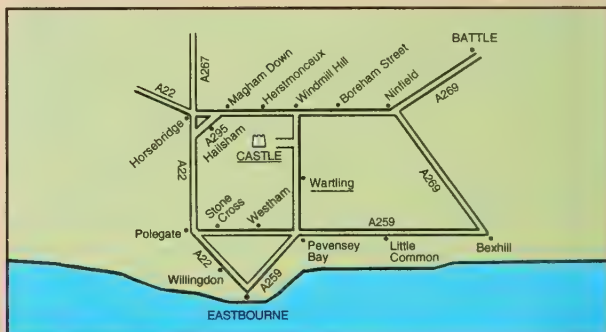 BATTLE
A22
A267
Magham Down
Herstmonceux
Windmill Hill
Boreham Street
Ninfield
A269
Horsebridge
A295
Hailsham
CASTLE
A22
Wartling
A269
Stone
Cross
Westham
A259
Polegate
Pevensey
Bay
Little
Common
Bexhill
A22
Willingdon
A259
EASTBOURNE